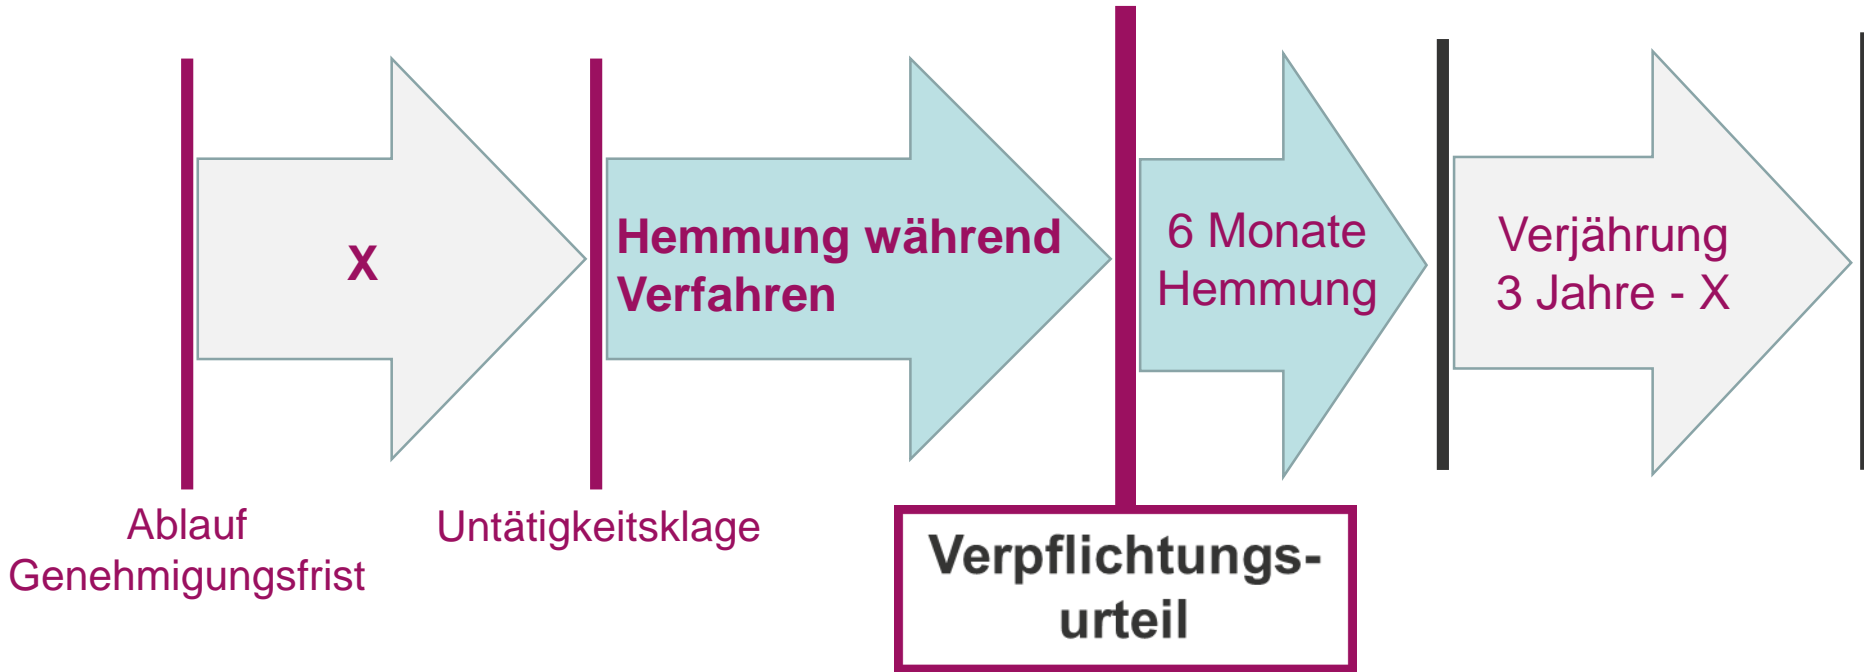 X
Hemmung während
Verfahren
6 Monate
Hemmung
Verjährung
3 Jahre - X
Ablauf
Genehmigungsfrist
Untätigkeitsklage
Verpflichtungs-
urteil